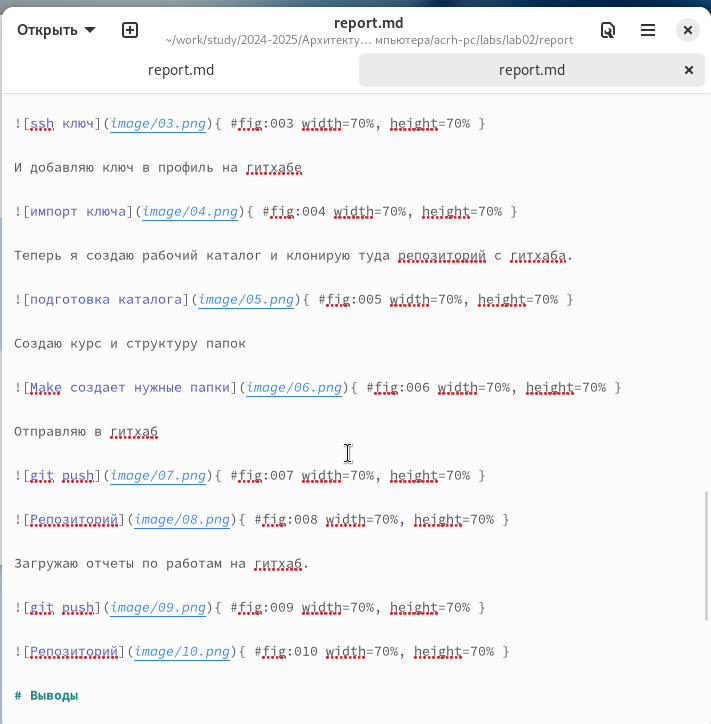 Открыть
report.md
~/work/study/2024-2025/Архитекту… мпьютера/acrh-pc/labs/lab02/report
report.md
report.md
![ssh ключ](image/03.png){ #fig:003 width=70%, height=70% }
И добавляю ключ в профиль на гитхабе
![импорт ключа](image/04.png){ #fig:004 width=70%, height=70% }
Теперь я создаю рабочий каталог и клонирую туда репозиторий с гитхаба.
![подготовка каталога](image/05.png){ #fig:005 width=70%, height=70% }
Создаю курс и структуру папок
![Make создает нужные папки](image/06.png){ #fig:006 width=70%, height=70% }
Отправляю в гитхаб
![git push](image/07.png){ #fig:007 width=70%, height=70% }
![Репозиторий](image/08.png){ #fig:008 width=70%, height=70% }
Загружаю отчеты по работам на гитхаб.
![git push](image/09.png){ #fig:009 width=70%, height=70% }
![Репозиторий](image/10.png){ #fig:010 width=70%, height=70% }
# Выводы